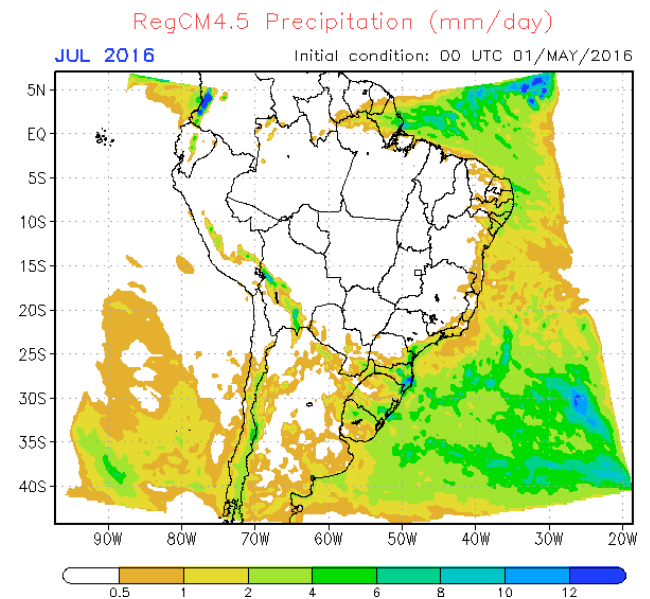 RegCM4.5 Precipitation (mm/day)
JUL 2016 Initial condition: 00 UTC 01/MAY/2016
5N
EQ
5S
10S
15S
20S
25S
30S
35S
40S
90W 80W 70W 60W 50W 40W 30W 20W
0.5 1 2 4 6 8 10 12